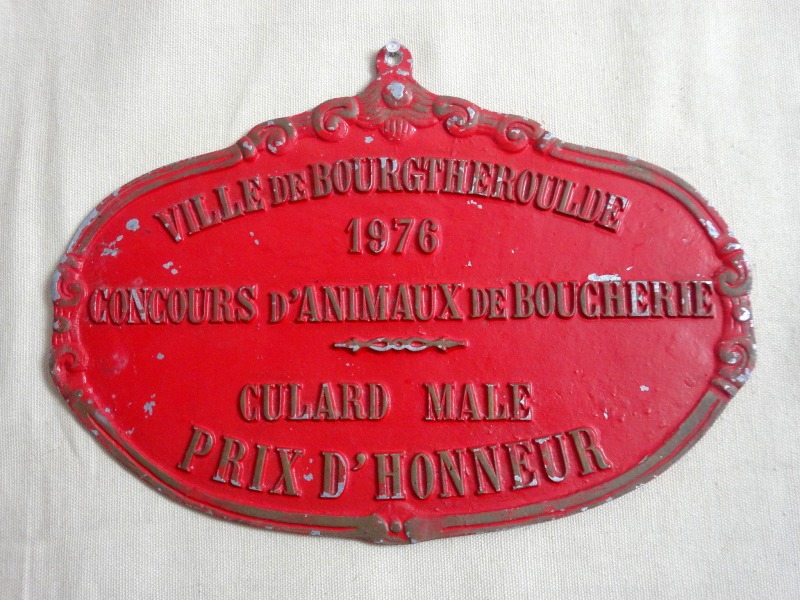 VILLE DE BOURGTHEROULDE
1976
CONCOURS D'ANIMAUX DE BOUCHERIE
CULARD MALE
PRIX D'HONNEUR